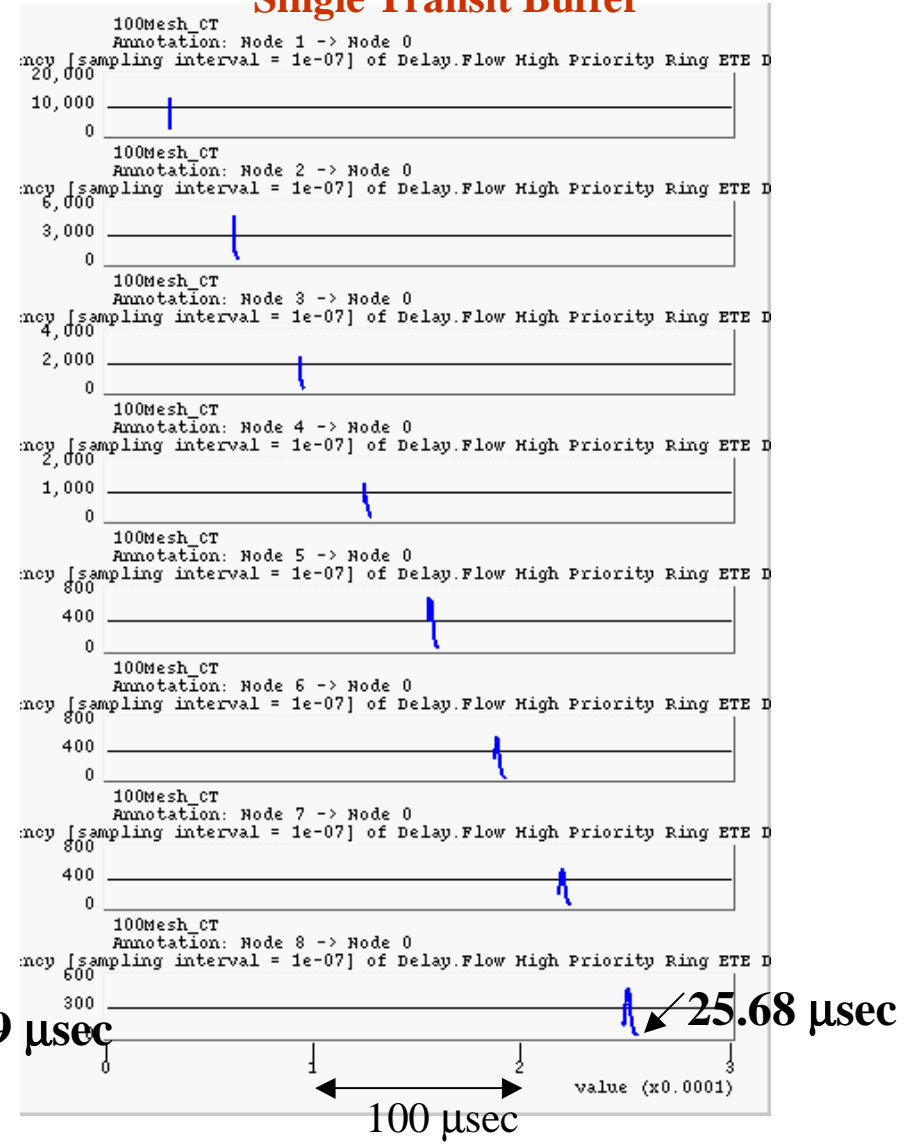 Single Transit Buffer
100Mesh_CT
Annotation: Node 1 -> Node 0
ncy [sampling interval = 1e-07] of Delay.Flow High Priority Ring ETE D
20,000
10,000
0
100Mesh_CT
Annotation: Node 2 -> Node 0
ncy [sampling interval = 1e-07] of Delay.Flow High Priority Ring ETE D
6,000
3,000
0
100Mesh_CT
Annotation: Node 3 -> Node 0
ncy [sampling interval = 1e-07] of Delay.Flow High Priority Ring ETE D
4,000
2,000
0
100Mesh_CT
Annotation: Node 4 -> Node 0
ncy [sampling interval = 1e-07] of Delay.Flow High Priority Ring ETE D
2,000
1,000
0
100Mesh_CT
Annotation: Node 5 -> Node 0
ncy [sampling interval = 1e-07] of Delay.Flow High Priority Ring ETE D
800
400
0
100Mesh_CT
Annotation: Node 6 -> Node 0
ncy [sampling interval = 1e-07] of Delay.Flow High Priority Ring ETE D
800
400
0
100Mesh_CT
Annotation: Node 7 -> Node 0
ncy [sampling interval = 1e-07] of Delay.Flow High Priority Ring ETE D
800
400
0
100Mesh_CT
Annotation: Node 8 -> Node 0
ncy [sampling interval = 1e-07] of Delay.Flow High Priority Ring ETE D
600
300
9 μsec
25.68 μsec
0 1 2 3
value (x0.0001)
100 μsec